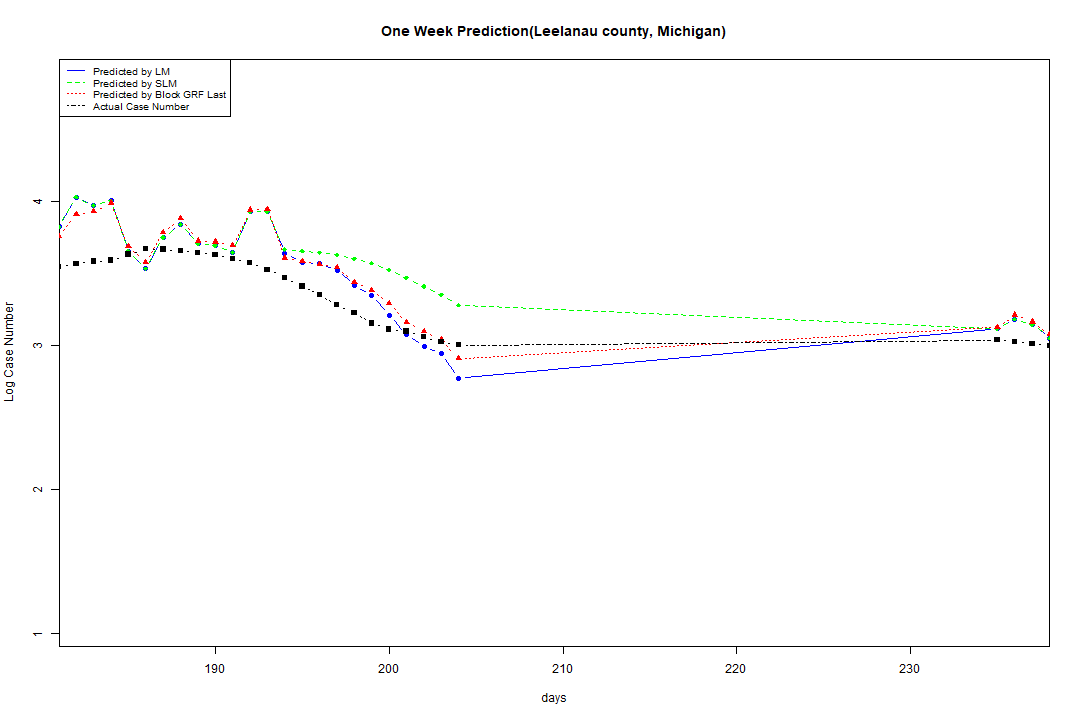 One Week Prediction(Leelanau county, Michigan)
Predicted by LM
Predicted by SLM
Predicted by Block GRF Last
Actual Case Number
Log Case Number
4
3
2
1
190 200 210 220 230
days